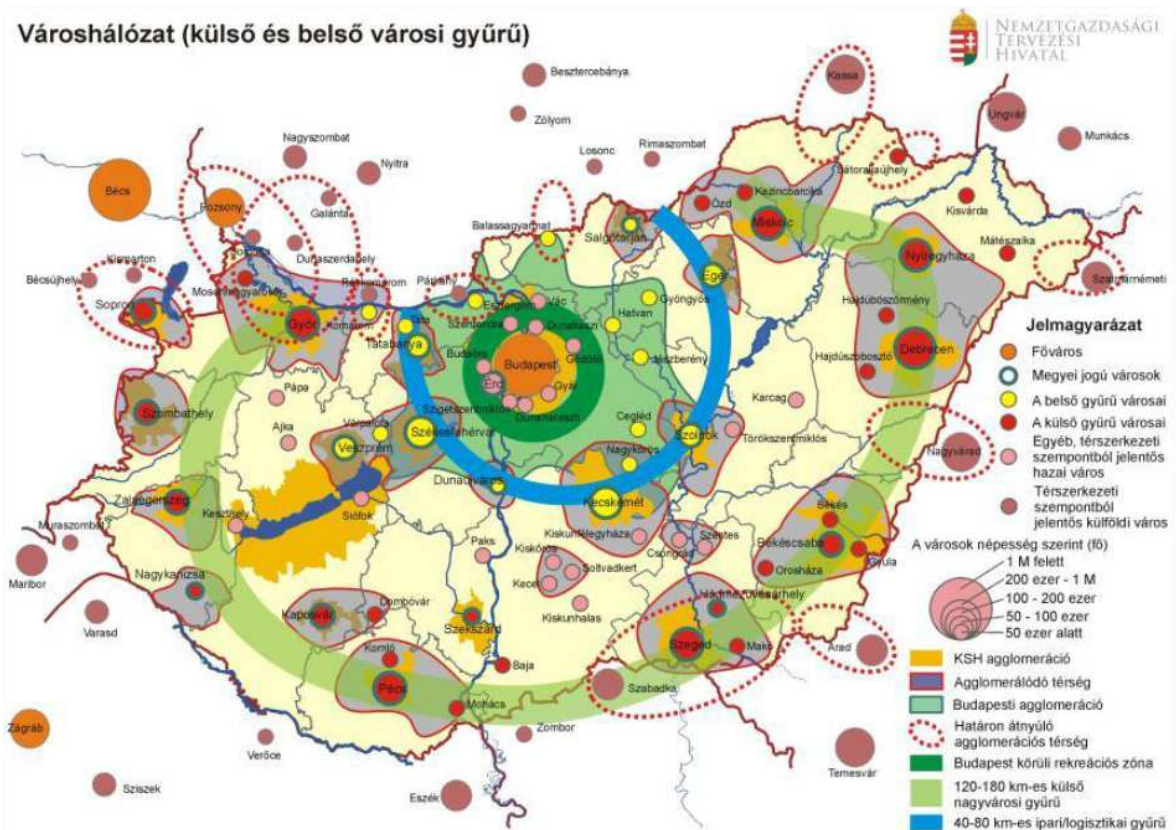 Városhálózat (külső és belső városi gyűrű)
NEMZETGAZDASÁGI
TERVEZÉSI
HIVATAL
Besztercebánya
Kassa
Ungvár
Zólyom
Munkács
Nagyszombat
Losonc
Rimaszombat
Nyitra
Sátoraljaújhely
Bécs
Pozsony
Galánta
Kazincbarcika
Ózd
Kisvárda
Miskolc
Balassagyarmat
Salgótarján
Mátészalka
Kismarton
Dunaszerdahely
Bécsújhely
Párkány
Nyíregyháza
Szatmárnémeti
Mosonmagyaróvár
Eger
Sopron
Esztergom
Vác
Gyöngyös
Győr
Komárom
Tata
Szentendre
Dunakeszi
Hatvan
Hajdúböszörmény
Tatabánya
Budaörs
Gödöllő
Jászberény
Debrecen
Budapest
Hajdúszoboszló
Érd
Gyál
Pápa
Szigetszentmiklós
Dunaharaszti
Karcag
Szombathely
Ajka
Várpalota
Székesfehérvár
Cegléd
Veszprém
Nagykőrös
Szolnok
Törökszentmiklós
Nagyvárad
Dunaújváros
Zalaegerszeg
Kecskemét
Keszthely
Siófok
Békés
Muraszombat
Kiskunfélegyháza
Csongrád
Szentes
Békéscsaba
Maribor
Paks
Kiskőrös
Soltvadkert
Gyula
Nagykanizsa
Kecel
Orosháza
Kaposvár
Dombóvár
Kiskunhalas
Hódmezővásárhely
Varasd
Szekszárd
Komló
Szeged
Makó
Arad
Baja
Pécs
Szabadka
Mohács
Zágráb
Zombor
Verőce
Temesvár
Sziszek
Eszék
Jelmagyarázat
Főváros
Megyei jogú városok
A belső gyűrű városai
A külső gyűrű városai
Egyéb, térszerkezeti
szempontból jelentős
hazai város
Térszerkezeti
szempontból
jelentős külföldi város
A városok népesség szerint (fő)
1 M felett
200 ezer - 1 M
100 - 200 ezer
50 - 100 ezer
50 ezer alatt
KSH agglomeráció
Agglomerálódó térség
Budapesti agglomeráció
Határon átnyúló
agglomerációs térség
Budapest körüli rekreációs zóna
120-180 km-es külső
nagyvárosi gyűrű
40-80 km-es ipari/logisztikai gyűrű